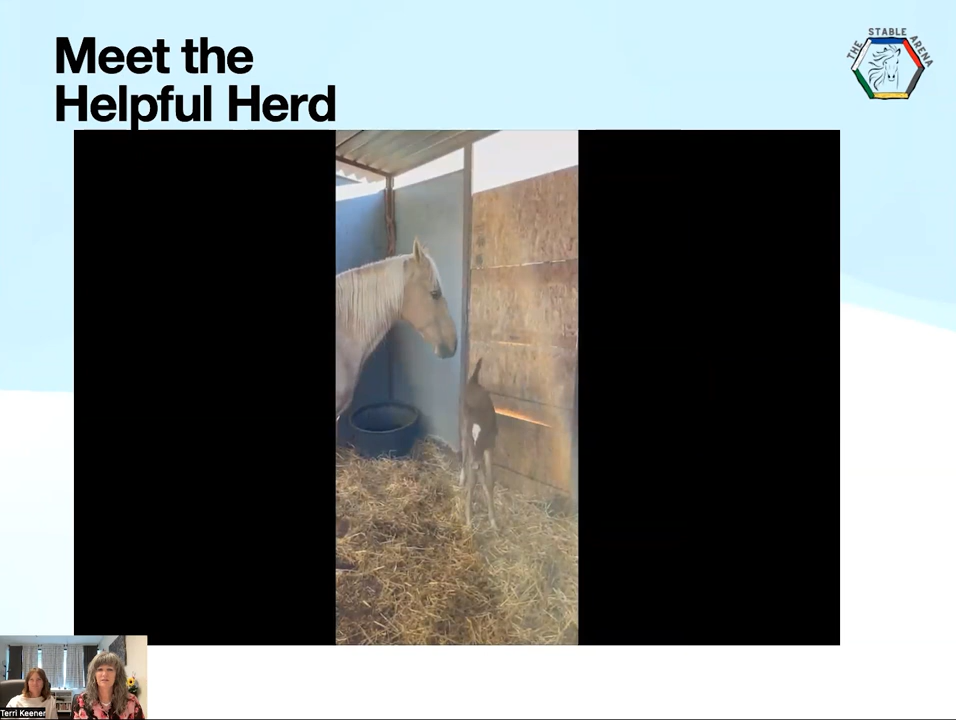 Meet the
Helpful Herd
THE STABLE ARENA
Terri Keener